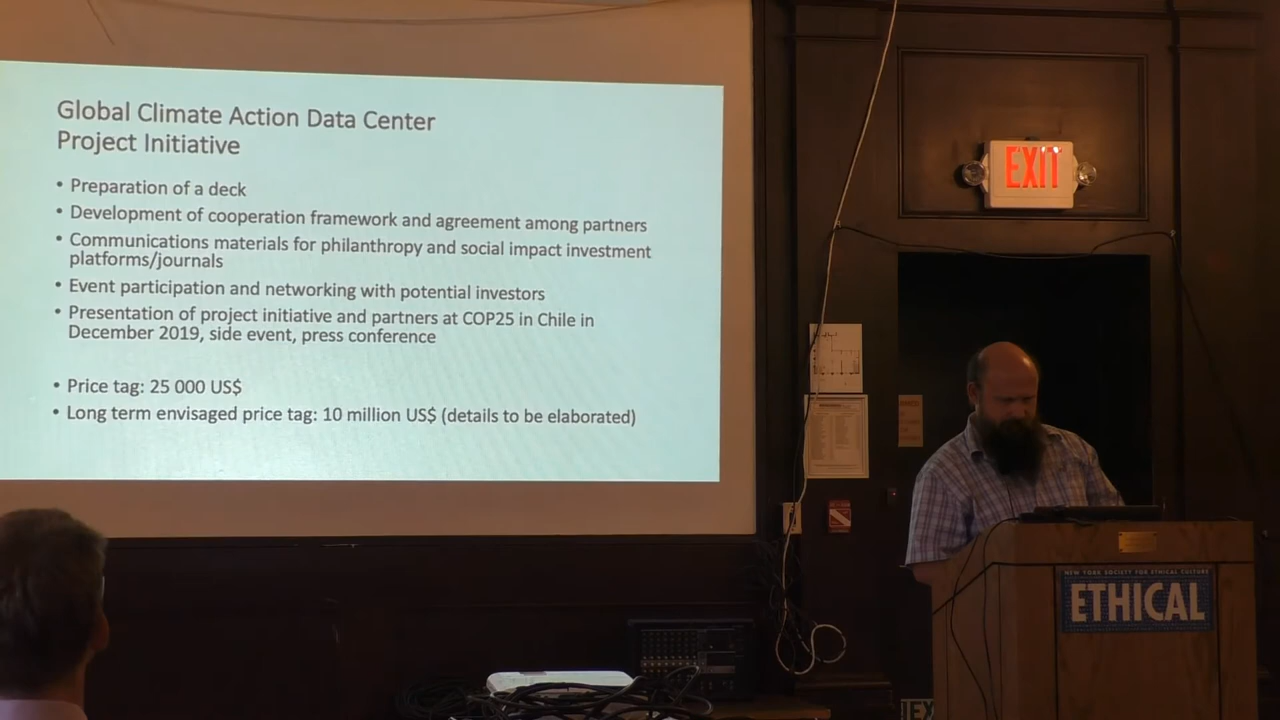 Global Climate Action Data Center
Project Initiative
• Preparation of a deck
• Development of cooperation framework and agreement among partners
• Communications materials for philanthropy and social impact investment
platforms/journals
• Event participation and networking with potential investors
• Presentation of project initiative and partners at COP25 in Chile in
December 2019, side event, press conference
• Price tag: 25 000 US$
• Long term envisaged price tag: 10 million US$ (details to be elaborated)
EXIT
NEW YORK SOCIETY FOR ETHICAL CULTURE
ETHICAL
EX